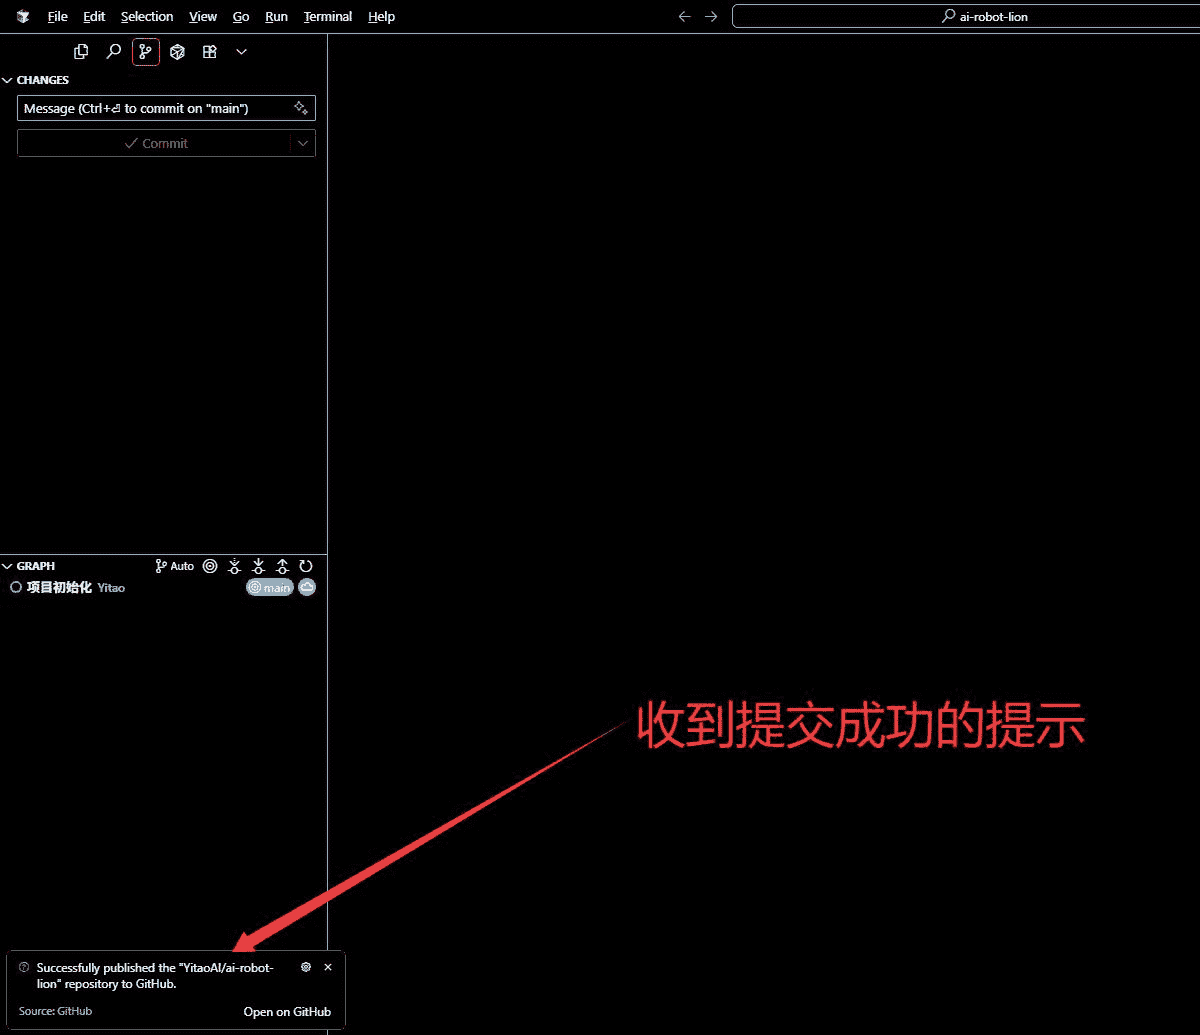 File Edit Selection View Go Run Terminal Help
ai-robot-lion
CHANGES
Message (Ctrl+⏎ to commit on "main")
Commit
GRAPH
Auto
项目初始化 Yitao
main
收到提交成功的提示
Successfully published the "YitaoAI/ai-robot-
lion" repository to GitHub.
Source: GitHub
Open on GitHub